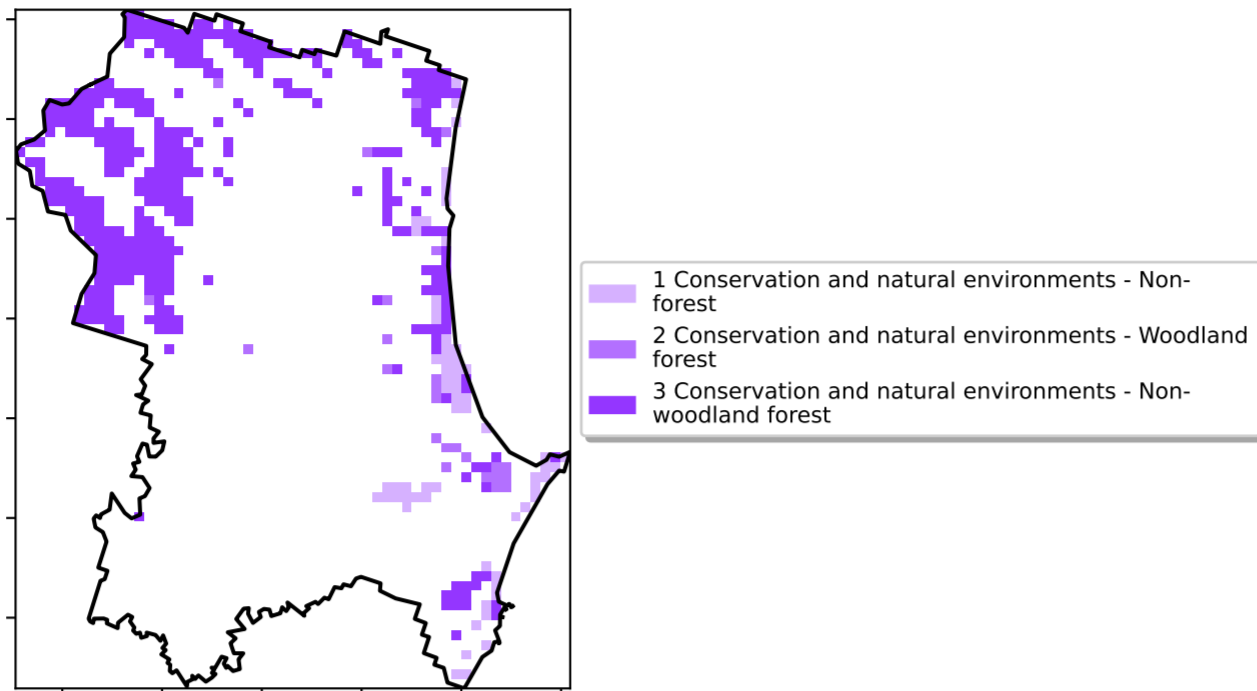 1 Conservation and natural environments - Non-
forest
2 Conservation and natural environments - Woodland
forest
3 Conservation and natural environments - Non-
woodland forest